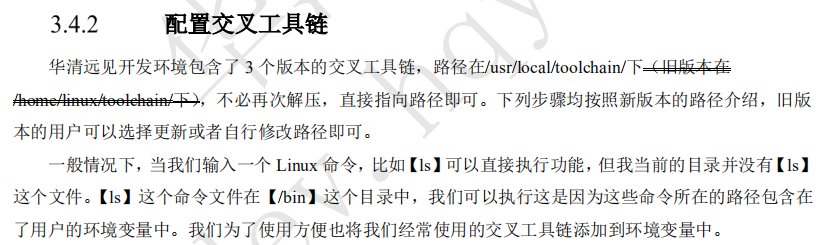 3.4.2 配置交叉工具链
华清远见开发环境包含了 3 个版本的交叉工具链，路径在/usr/local/toolchain/下（旧版本在
/home/linux/toolchain/下），不必再次解压，直接指向路径即可。下列步骤均按照新版本的路径介绍，旧版
本的用户可以选择更新或者自行修改路径即可。
一般情况下，当我们输入一个 Linux 命令，比如【ls】可以直接执行功能，但我当前的目录并没有【ls】
这个文件。【ls】这个命令文件在【/bin】这个目录中，我们可以执行这是因为这些命令所在的路径包含在
了用户的环境变量中。我们为了使用方便也将我们经常使用的交叉工具链添加到环境变量中。